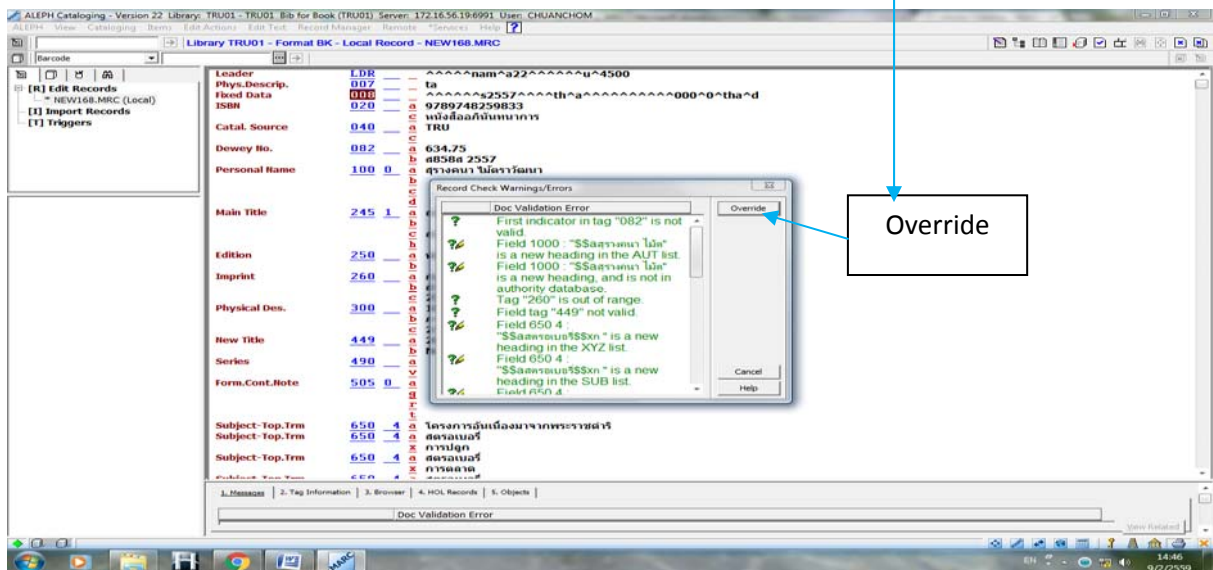 ALEPH Cataloging - Version 22 Library: TRU01 - TRU01 Bib for Book (TRU01) Server: 172.16.56.19:6991 User: CHUANCHOM
ALEPH View Cataloging Items Edit Actions Edit Text Record Manager Remote *Services Help ?
Library TRU01 - Format BK - Local Record - NEW168.MRC
Barcode
[R] Edit Records
* NEW168.MRC (Local)
[I] Import Records
[T] Triggers
Leader LDR ^^^^^nam^a22^^^^^^u^4500
Phys.Descrip. 007 ta
Fixed Data 008 ^^^^^^s2557^^^^th^a^^^^^^^^^^000^0^tha^d
ISBN 020 a 9789748259833
c หนังสืออภินันทนาการ
Catal. Source 040 a TRU
c
Dewey No. 082 a 634.75
b ส858ส 2557
Personal Name 100 0 a สุรางคนา ไม้ตราวัฒนา
b
c
d
Main Title 245 1 a
b
c
Edition 250 a
b
Imprint 260 a
b
c
Physical Des. 300 a
b
c
New Title 449 a
b
Series 490 a
v
Form.Cont.Note 505 0 a
g
r
t
Subject-Top.Trm 650 4 a โครงการอันเนื่องมาจากพระราชดำริ
Subject-Top.Trm 650 4 a สตรอเบอรี่
x การปลูก
Subject-Top.Trm 650 4 a สตรอเบอรี่
x การตลาด
Record Check Warnings/Errors
Doc Validation Error
Override
First indicator in tag "082" is not
valid.
Field 1000 : "$$aสุรางคนา ไม้ต"
is a new heading in the AUT list.
Field 1000 : "$$aสุรางคนา ไม้ต"
is a new heading, and is not in
authority database.
Tag "260" is out of range.
Field tag "449" not valid.
Field 650 4 :
"$$aสตรอเบอรี่$$xก " is a new
heading in the XYZ list.
Field 650 4 :
"$$aสตรอเบอรี่$$xก " is a new
heading in the SUB list.
Field 650 4
Cancel
Help
Override
1. Messages 2. Tag Information 3. Browser 4. HOL Records 5. Objects
Doc Validation Error
View Related
MARC
EN
14:46
9/2/2559